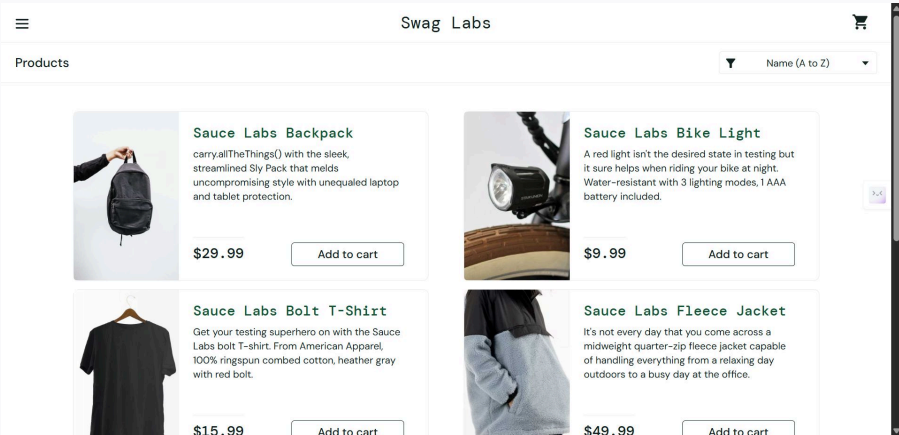 Swag Labs
Products
Name (A to Z)
Sauce Labs Backpack
carry.allTheThings() with the sleek,
streamlined Sly Pack that melds
uncompromising style with unequaled laptop
and tablet protection.
$29.99
Add to cart
Sauce Labs Bike Light
A red light isn't the desired state in testing but
it sure helps when riding your bike at night.
Water-resistant with 3 lighting modes, 1 AAA
battery included.
$9.99
Add to cart
Sauce Labs Bolt T-Shirt
Get your testing superhero on with the Sauce
Labs bolt T-shirt. From American Apparel,
100% ringspun combed cotton, heather gray
with red bolt.
$15.99
Add to cart
Sauce Labs Fleece Jacket
It's not every day that you come across a
midweight quarter-zip fleece jacket capable
of handling everything from a relaxing day
outdoors to a busy day at the office.
$49.99
Add to cart